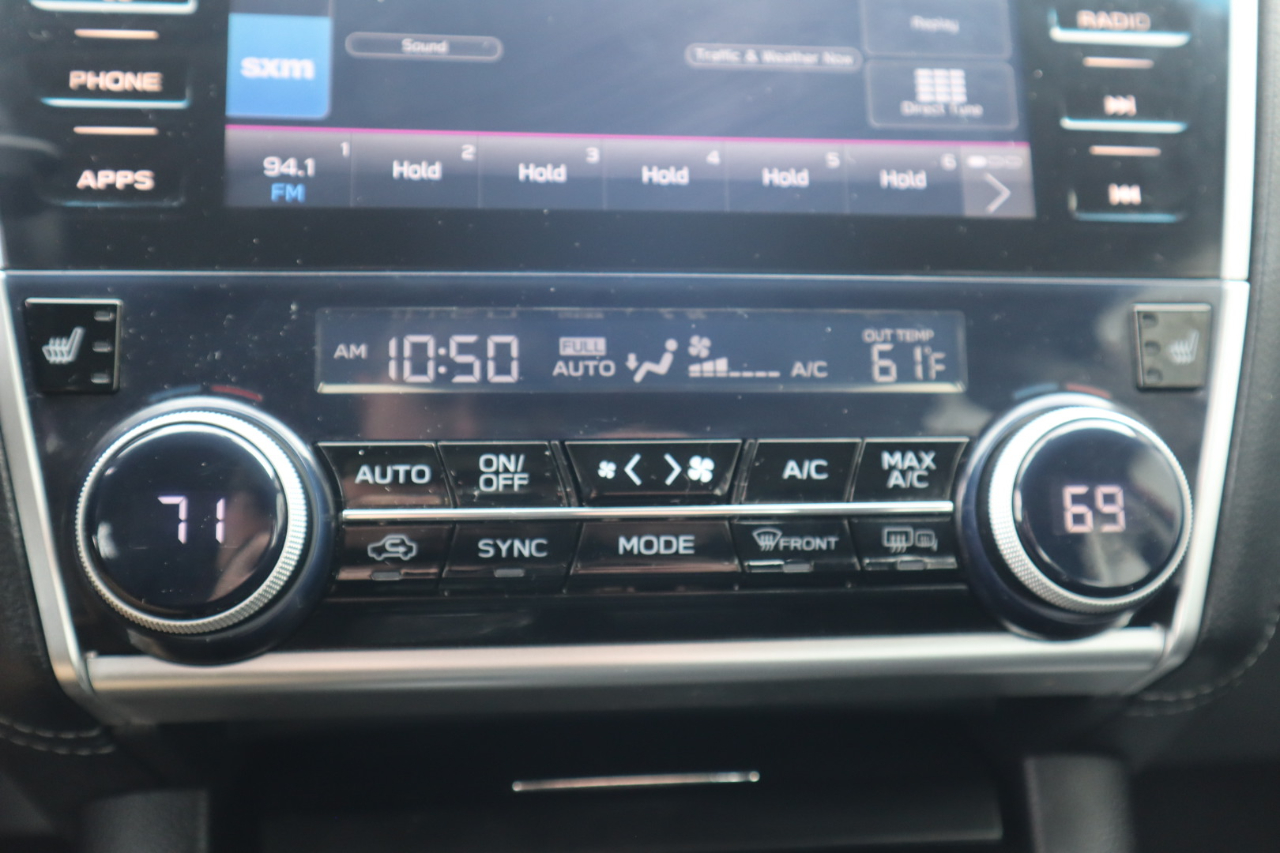 RADIO
Sound
Traffic & Weather Now
Replay
sxm
PHONE
Direct Tune
APPS
94.1 1
FM
Hold 2
Hold 3
Hold 4
Hold 5
Hold 6
AM 10:50
FULL
AUTO
A/C
OUT TEMP
61°F
AUTO
ON/
OFF
A/C
MAX
A/C
71
69
SYNC
MODE
FRONT